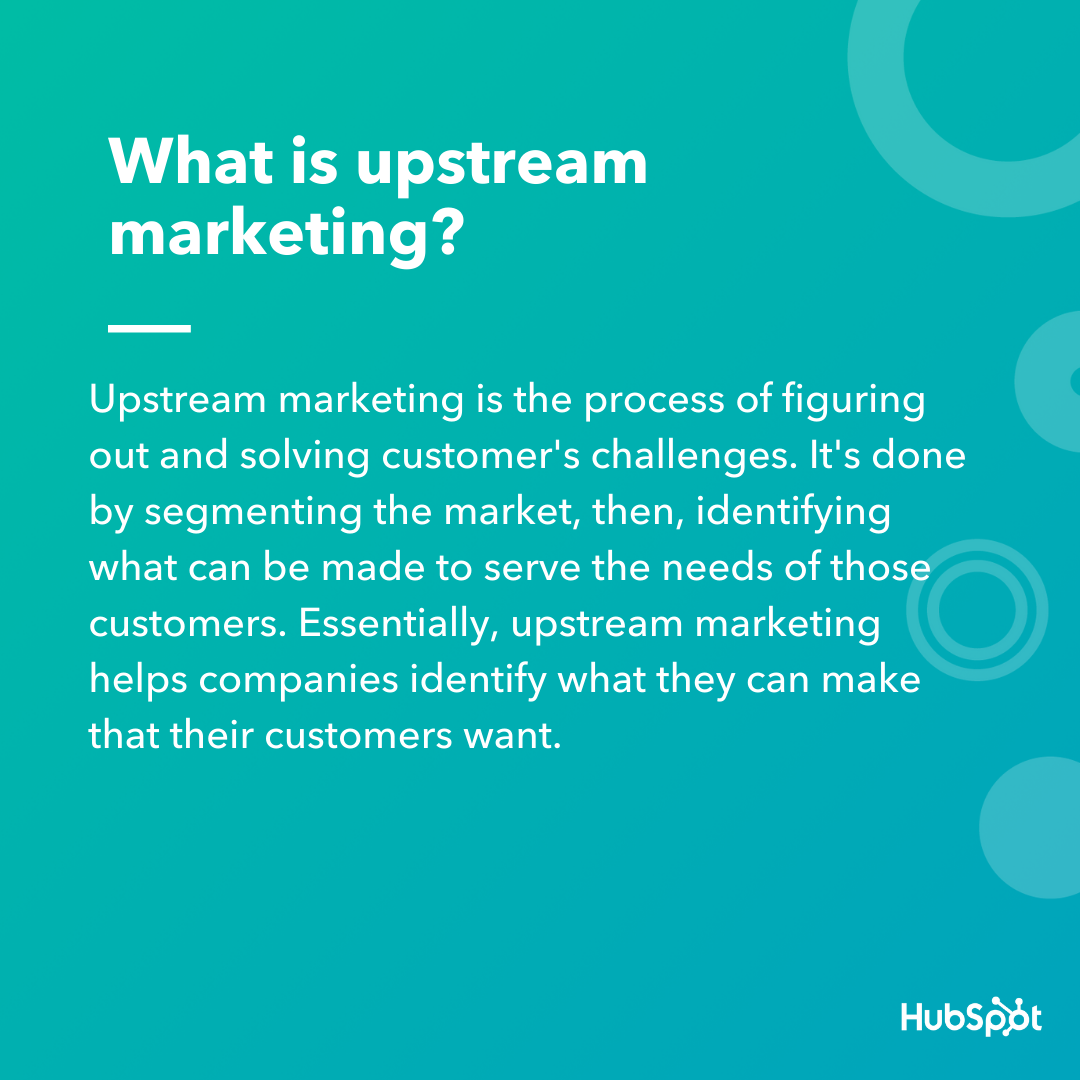 What is upstream
marketing?
Upstream marketing is the process of figuring
out and solving customer's challenges. It's done
by segmenting the market, then, identifying
what can be made to serve the needs of those
customers. Essentially, upstream marketing
helps companies identify what they can make
that their customers want.
HubSpot